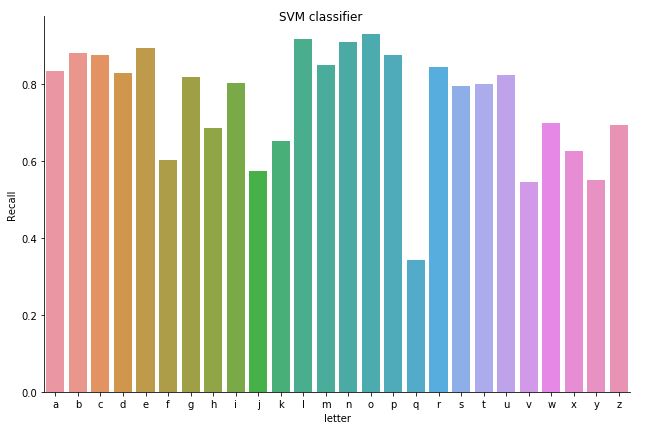 SVM classifier
Recall
0.8
0.6
0.4
0.2
0.0
a b c d e f g h i j k l m n o p q r s t u v w x y z
letter